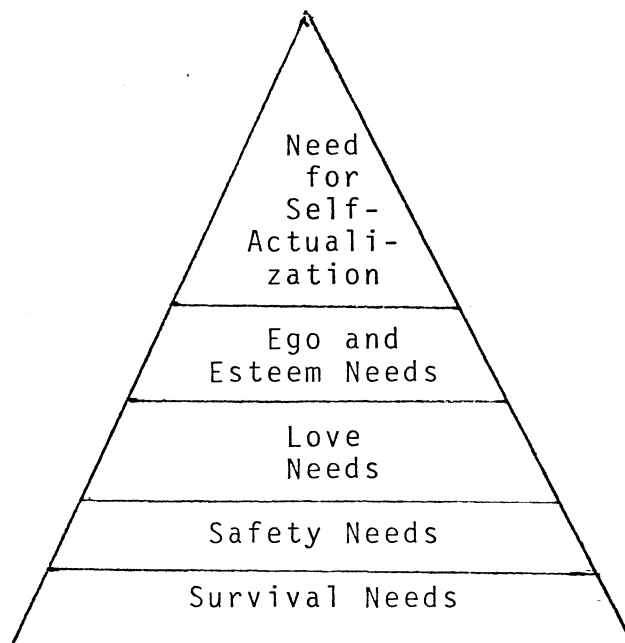 Need
for
Self-
Actuali-
zation
Ego and
Esteem Needs
Love
Needs
Safety Needs
Survival Needs